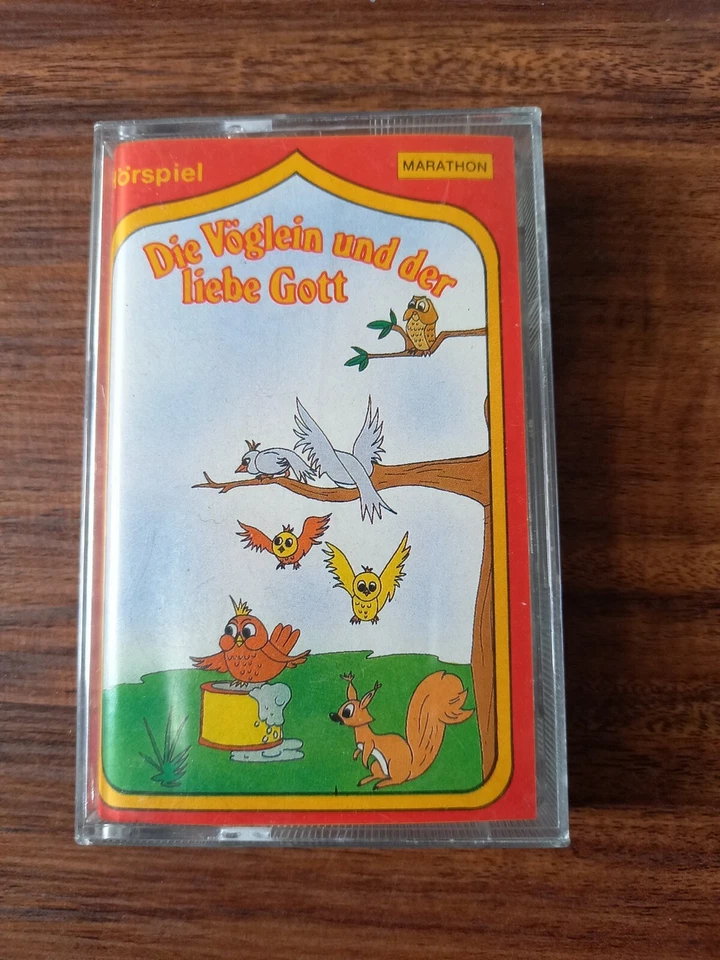 örspiel
MARATHON
Die Vöglein und der
liebe Gott